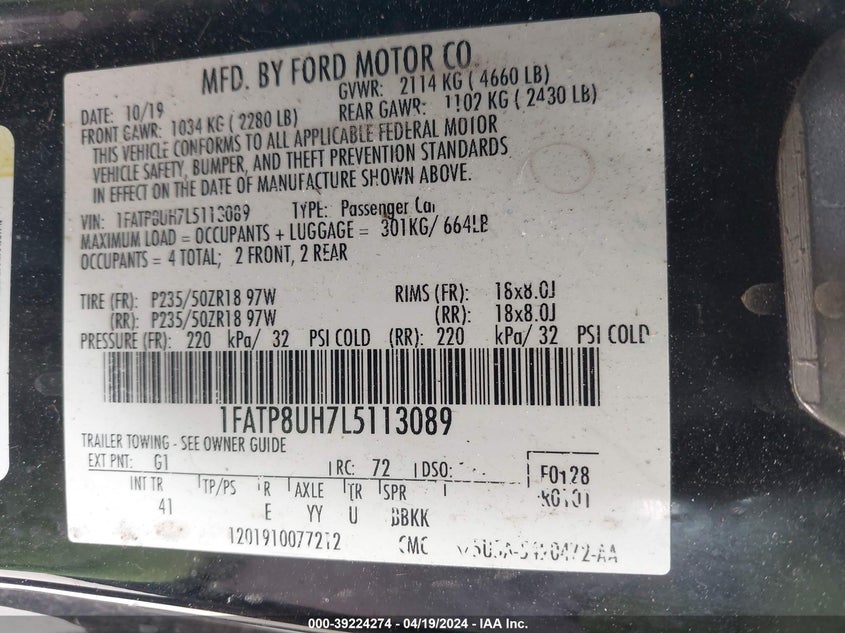 MFD. BY FORD MOTOR CO.
DATE: 10/19 GVWR: 2114 KG ( 4660 LB)
FRONT GAWR: 1034 KG ( 2280 LB) REAR GAWR: 1102 KG ( 2430 LB)
THIS VEHICLE CONFORMS TO ALL APPLICABLE FEDERAL MOTOR
VEHICLE SAFETY, BUMPER, AND THEFT PREVENTION STANDARDS
IN EFFECT ON THE DATE OF MANUFACTURE SHOWN ABOVE.
VIN: 1FATP8UH7L5113089 TYPE: Passenger Car
MAXIMUM LOAD = OCCUPANTS + LUGGAGE = 301KG/ 664LB
OCCUPANTS = 4 TOTAL; 2 FRONT, 2 REAR
TIRE (FR): P235/50ZR18 97W RIMS (FR): 18x8.0J
(RR): P235/50ZR18 97W (RR): 18x8.0J
PRESSURE (FR): 220 kPa/ 32 PSI COLD (RR): 220 kPa/ 32 PSI COLD
1FATP8UH7L5113089
TRAILER TOWING - SEE OWNER GUIDE
EXT PNT: G1 RC: 72 DSO: F0128
INT TR TP/PS R AXLE TR SPR R0101
41 E YY U BBKK
1201910077212 CMC
000-39224274 - 04/19/2024 - IAA Inc.